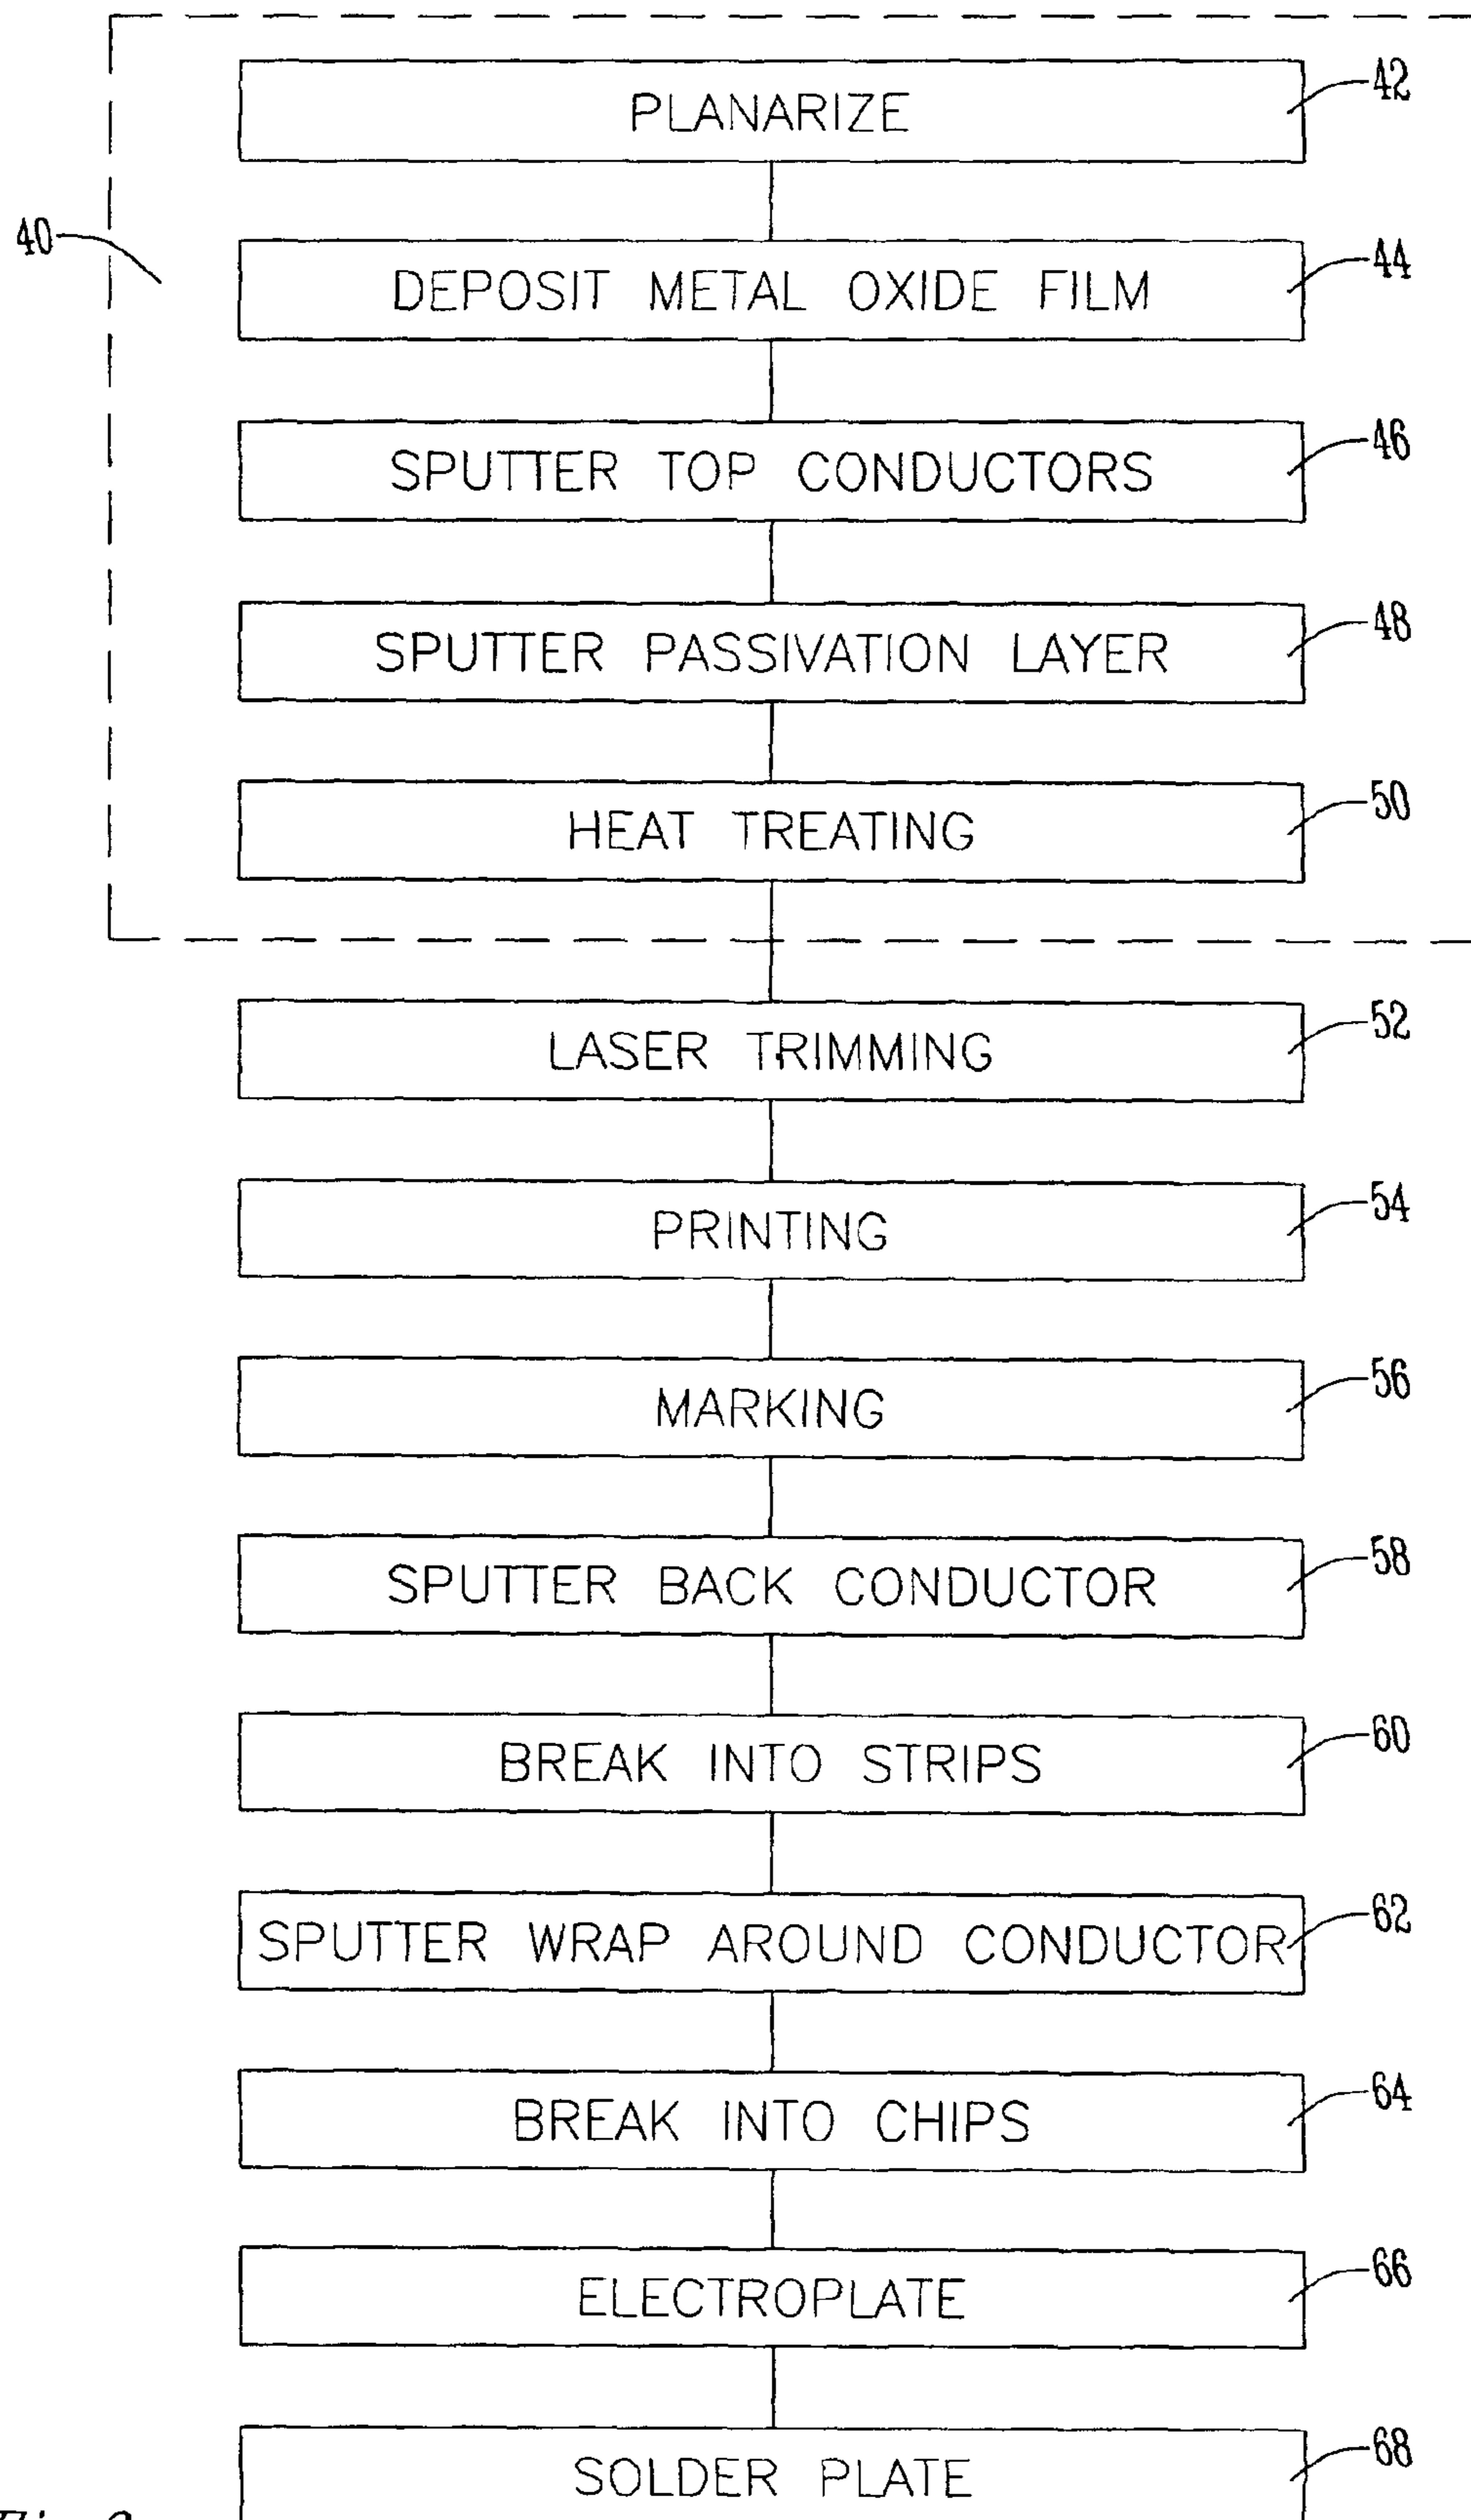 PLANARIZE 42
40
DEPOSIT METAL OXIDE FILM 44
SPUTTER TOP CONDUCTORS 46
SPUTTER PASSIVATION LAYER 48
HEAT TREATING 50
LASER TRIMMING 52
PRINTING 54
MARKING 56
SPUTTER BACK CONDUCTOR 58
BREAK INTO STRIPS 60
SPUTTER WRAP AROUND CONDUCTOR 62
BREAK INTO CHIPS 64
ELECTROPLATE 66
SOLDER PLATE 68